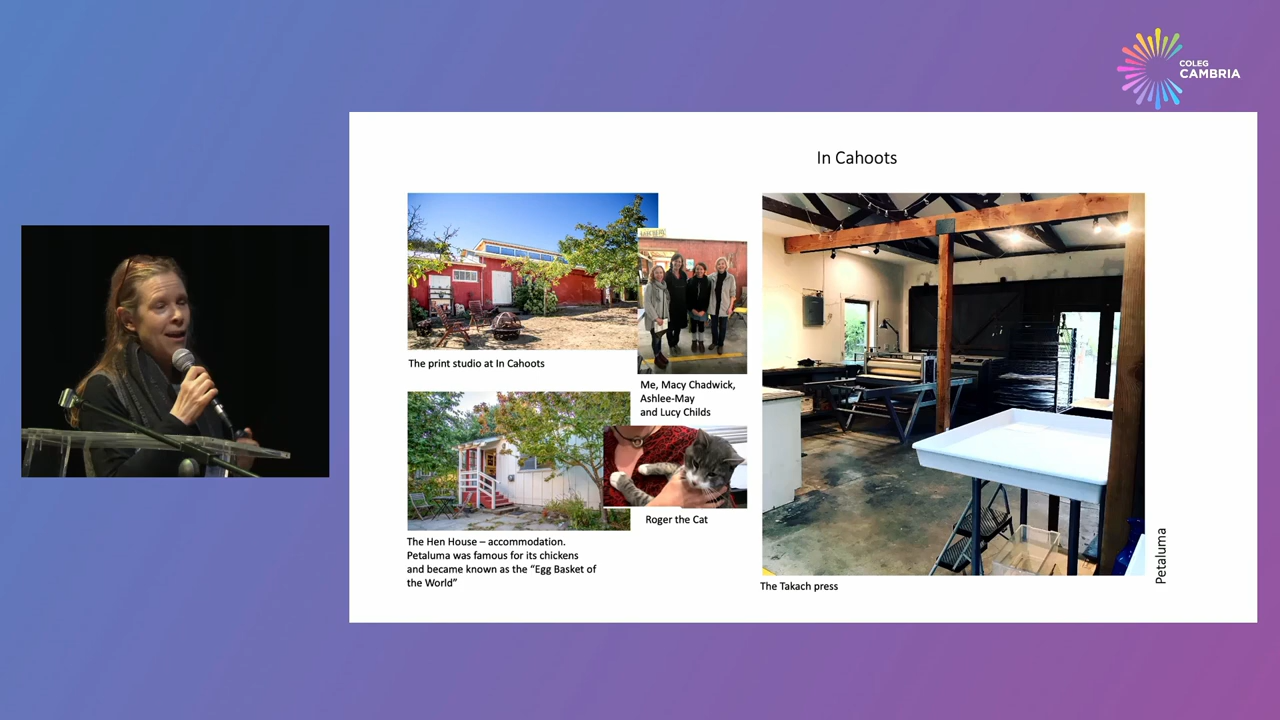 COLEG
CAMBRIA
In Cahoots
The print studio at In Cahoots
Me, Macy Chadwick,
Ashlee-May
and Lucy Childs
Roger the Cat
The Hen House – accommodation.
Petaluma was famous for its chickens
and became known as the “Egg Basket of
the World”
The Takach press
Petaluma